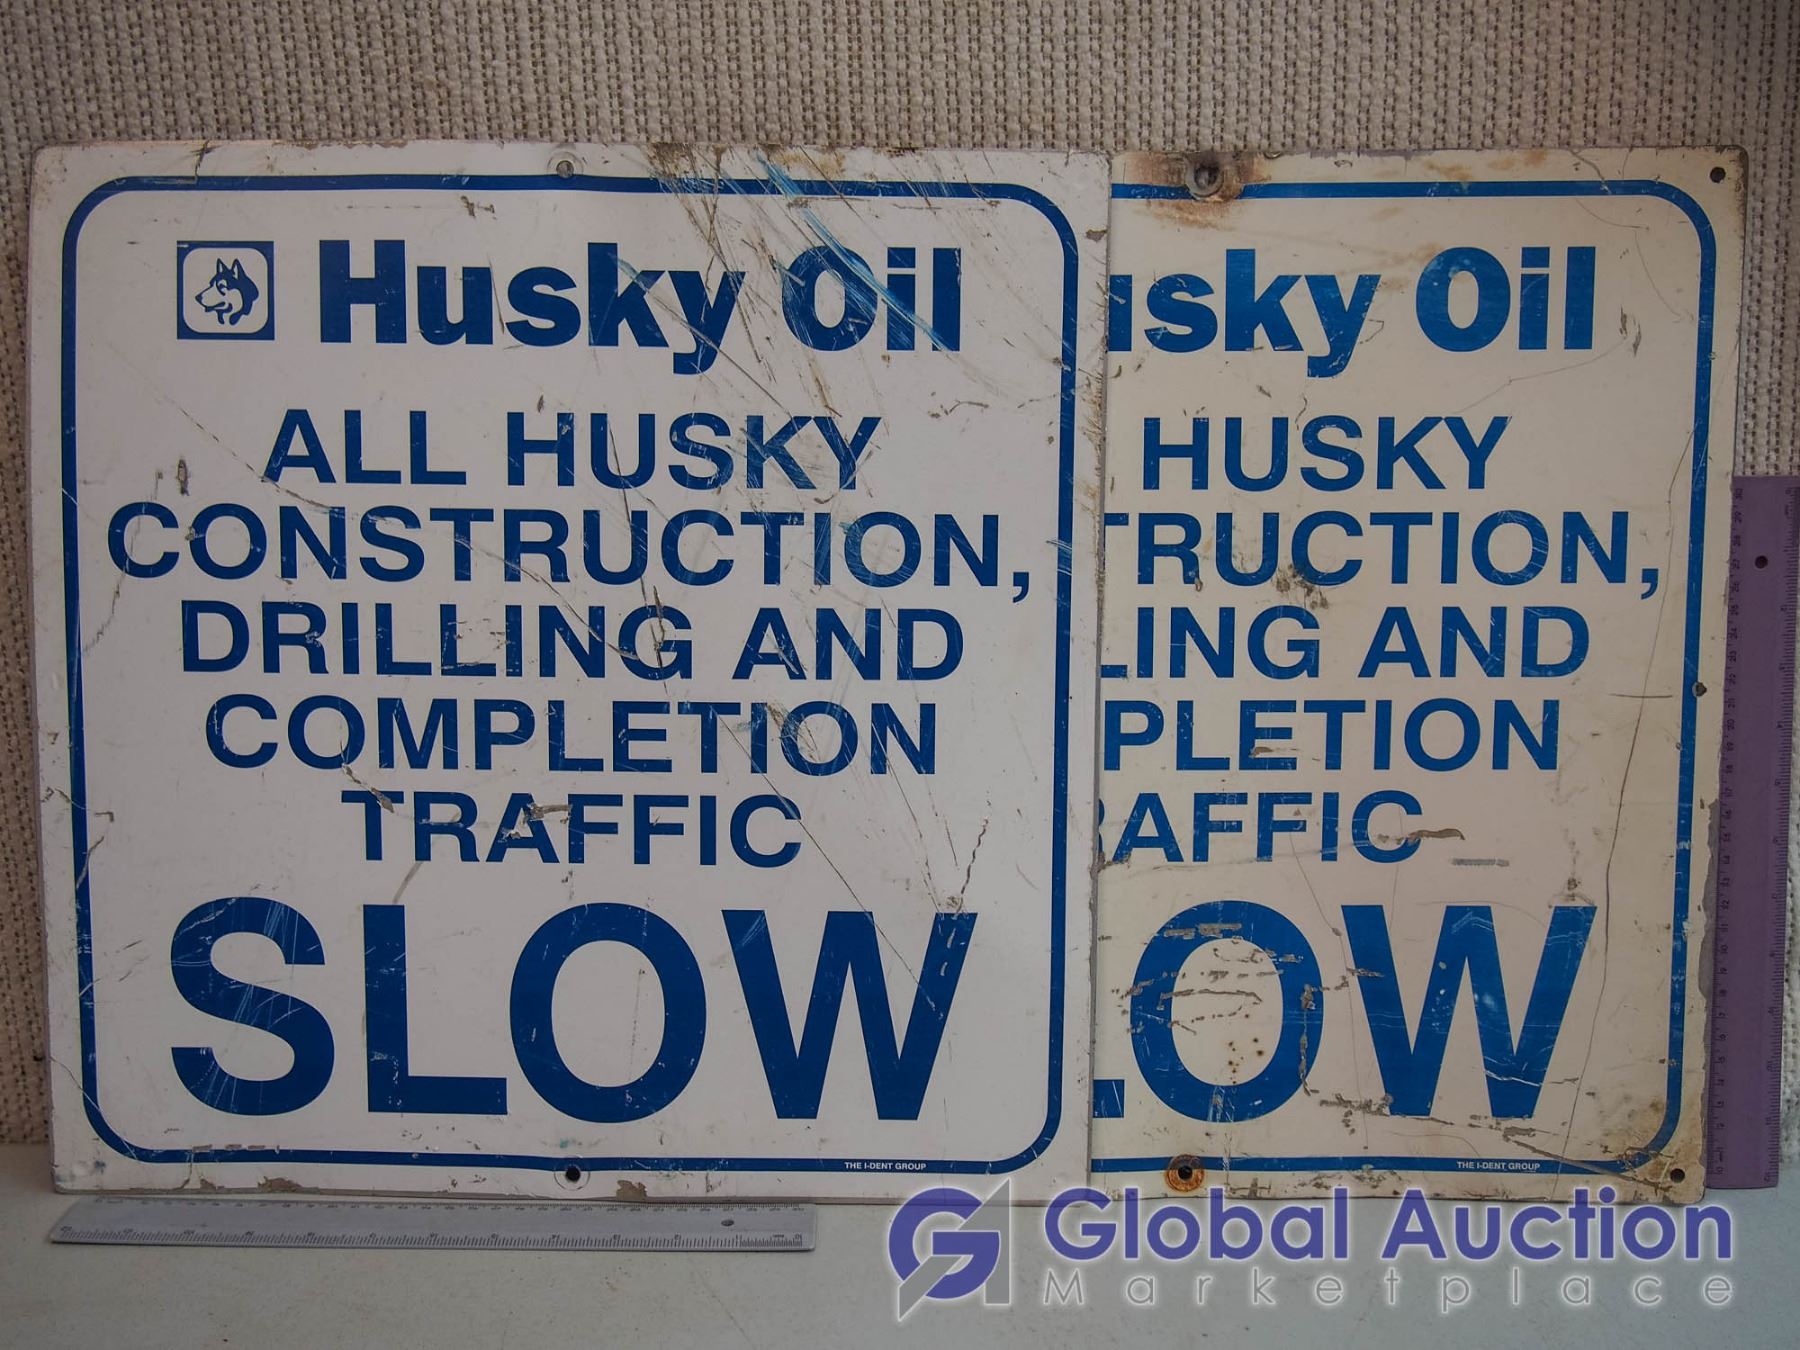 Husky Oil
ALL HUSKY
CONSTRUCTION,
DRILLING AND
COMPLETION
TRAFFIC
SLOW
THE I-DENT GROUP
usky Oil
HUSKY
TRUCTION,
LING AND
PLETION
RAFFIC
LOW
THE I-DENT GROUP
Global Auction
Marketplace